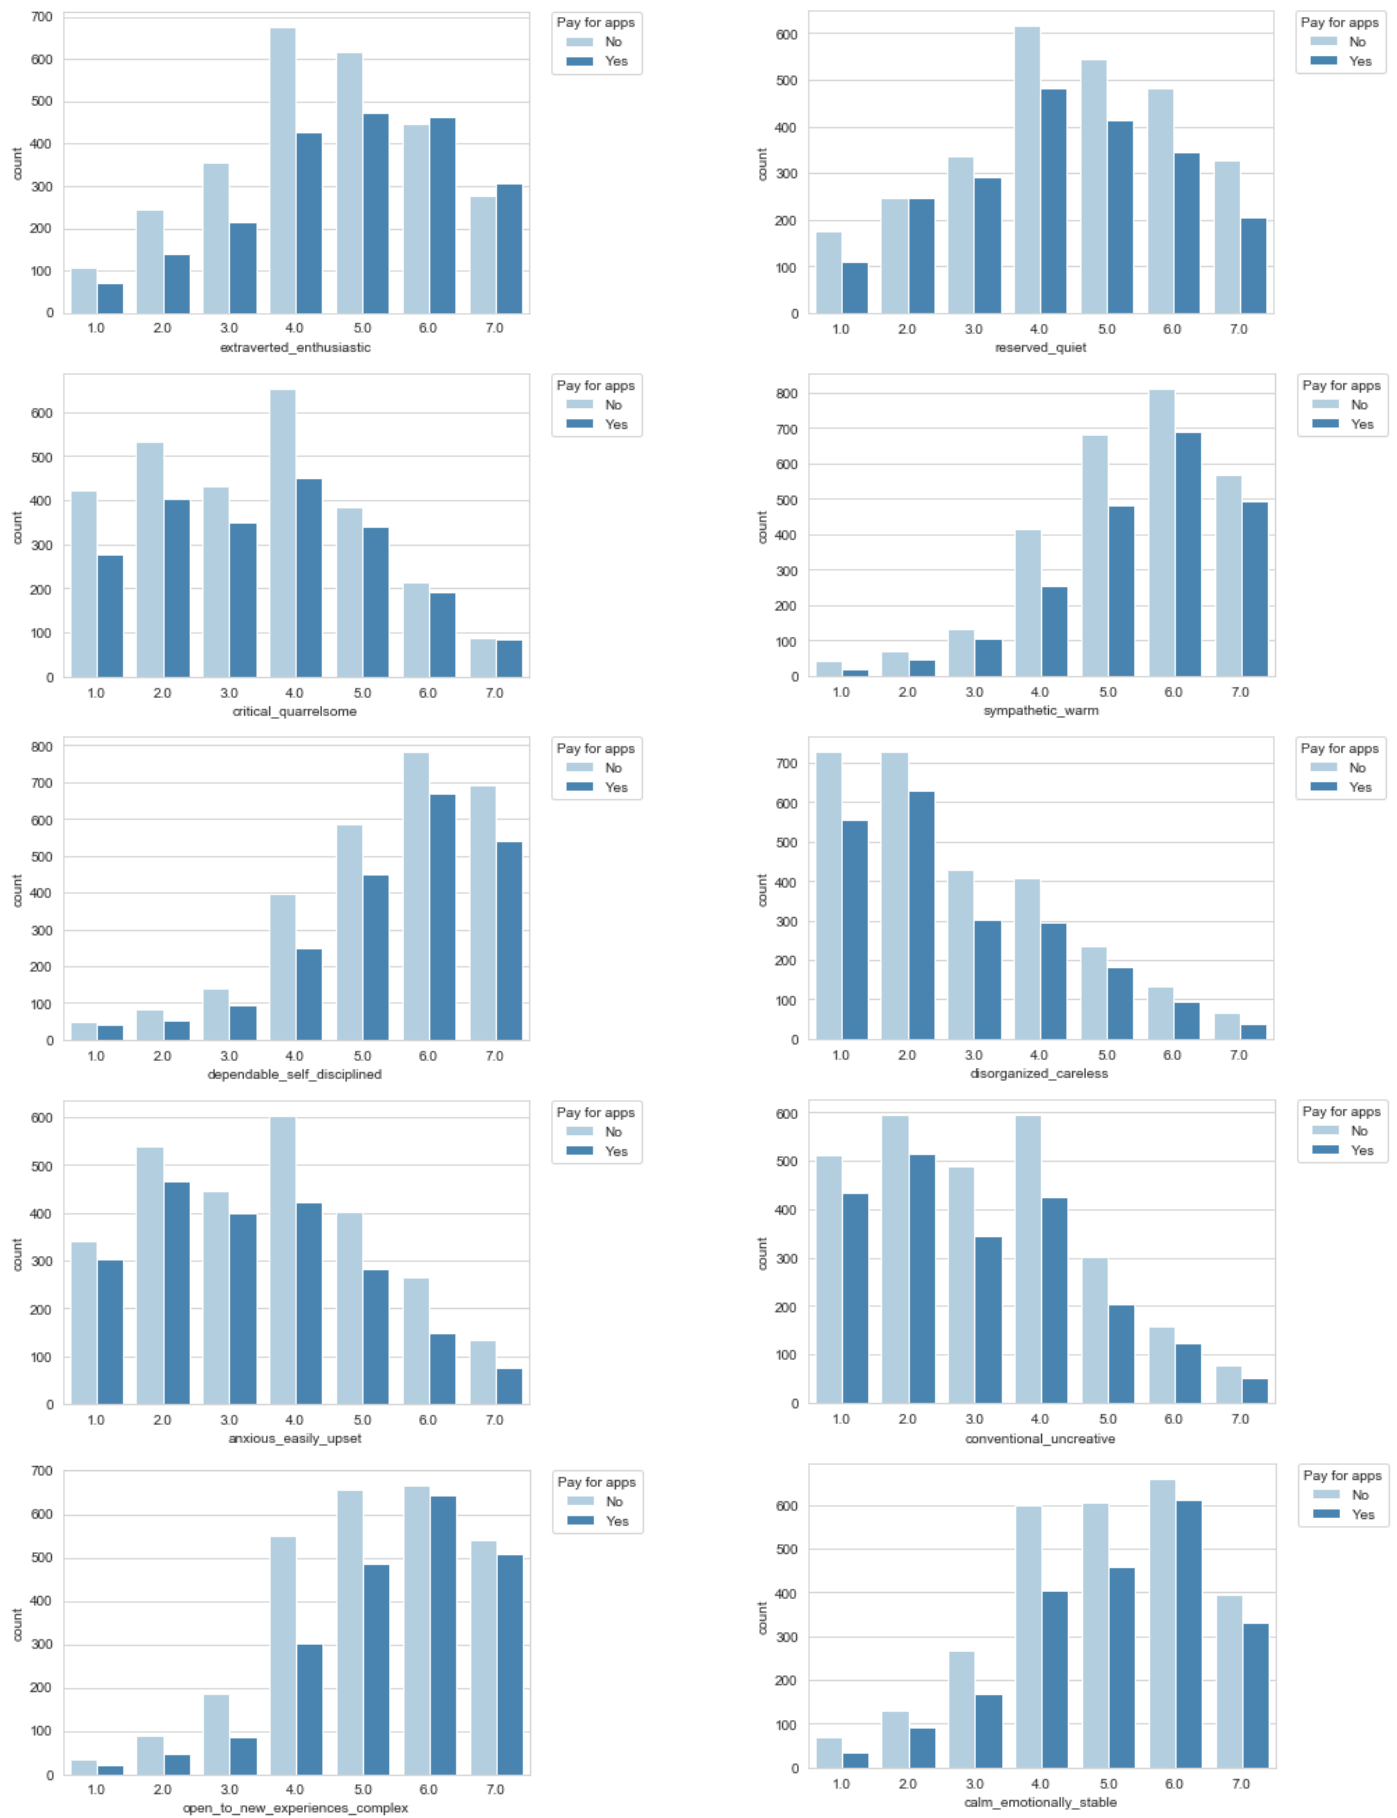 700
600
500
400
300
200
100
0
count
1.0 2.0 3.0 4.0 5.0 6.0 7.0
extraverted_enthusiastic
Pay for apps
No
Yes
600
500
400
300
200
100
0
count
1.0 2.0 3.0 4.0 5.0 6.0 7.0
reserved_quiet
Pay for apps
No
Yes
600
500
400
300
200
100
0
count
1.0 2.0 3.0 4.0 5.0 6.0 7.0
critical_quarrelsome
Pay for apps
No
Yes
800
700
600
500
400
300
200
100
0
count
1.0 2.0 3.0 4.0 5.0 6.0 7.0
sympathetic_warm
Pay for apps
No
Yes
800
700
600
500
400
300
200
100
0
count
1.0 2.0 3.0 4.0 5.0 6.0 7.0
dependable_self_disciplined
Pay for apps
No
Yes
700
600
500
400
300
200
100
0
count
1.0 2.0 3.0 4.0 5.0 6.0 7.0
disorganized_careless
Pay for apps
No
Yes
600
500
400
300
200
100
0
count
1.0 2.0 3.0 4.0 5.0 6.0 7.0
anxious_easily_upset
Pay for apps
No
Yes
600
500
400
300
200
100
0
count
1.0 2.0 3.0 4.0 5.0 6.0 7.0
conventional_uncreative
Pay for apps
No
Yes
700
600
500
400
300
200
100
0
count
1.0 2.0 3.0 4.0 5.0 6.0 7.0
open_to_new_experiences_complex
Pay for apps
No
Yes
600
500
400
300
200
100
0
count
1.0 2.0 3.0 4.0 5.0 6.0 7.0
calm_emotionally_stable
Pay for apps
No
Yes